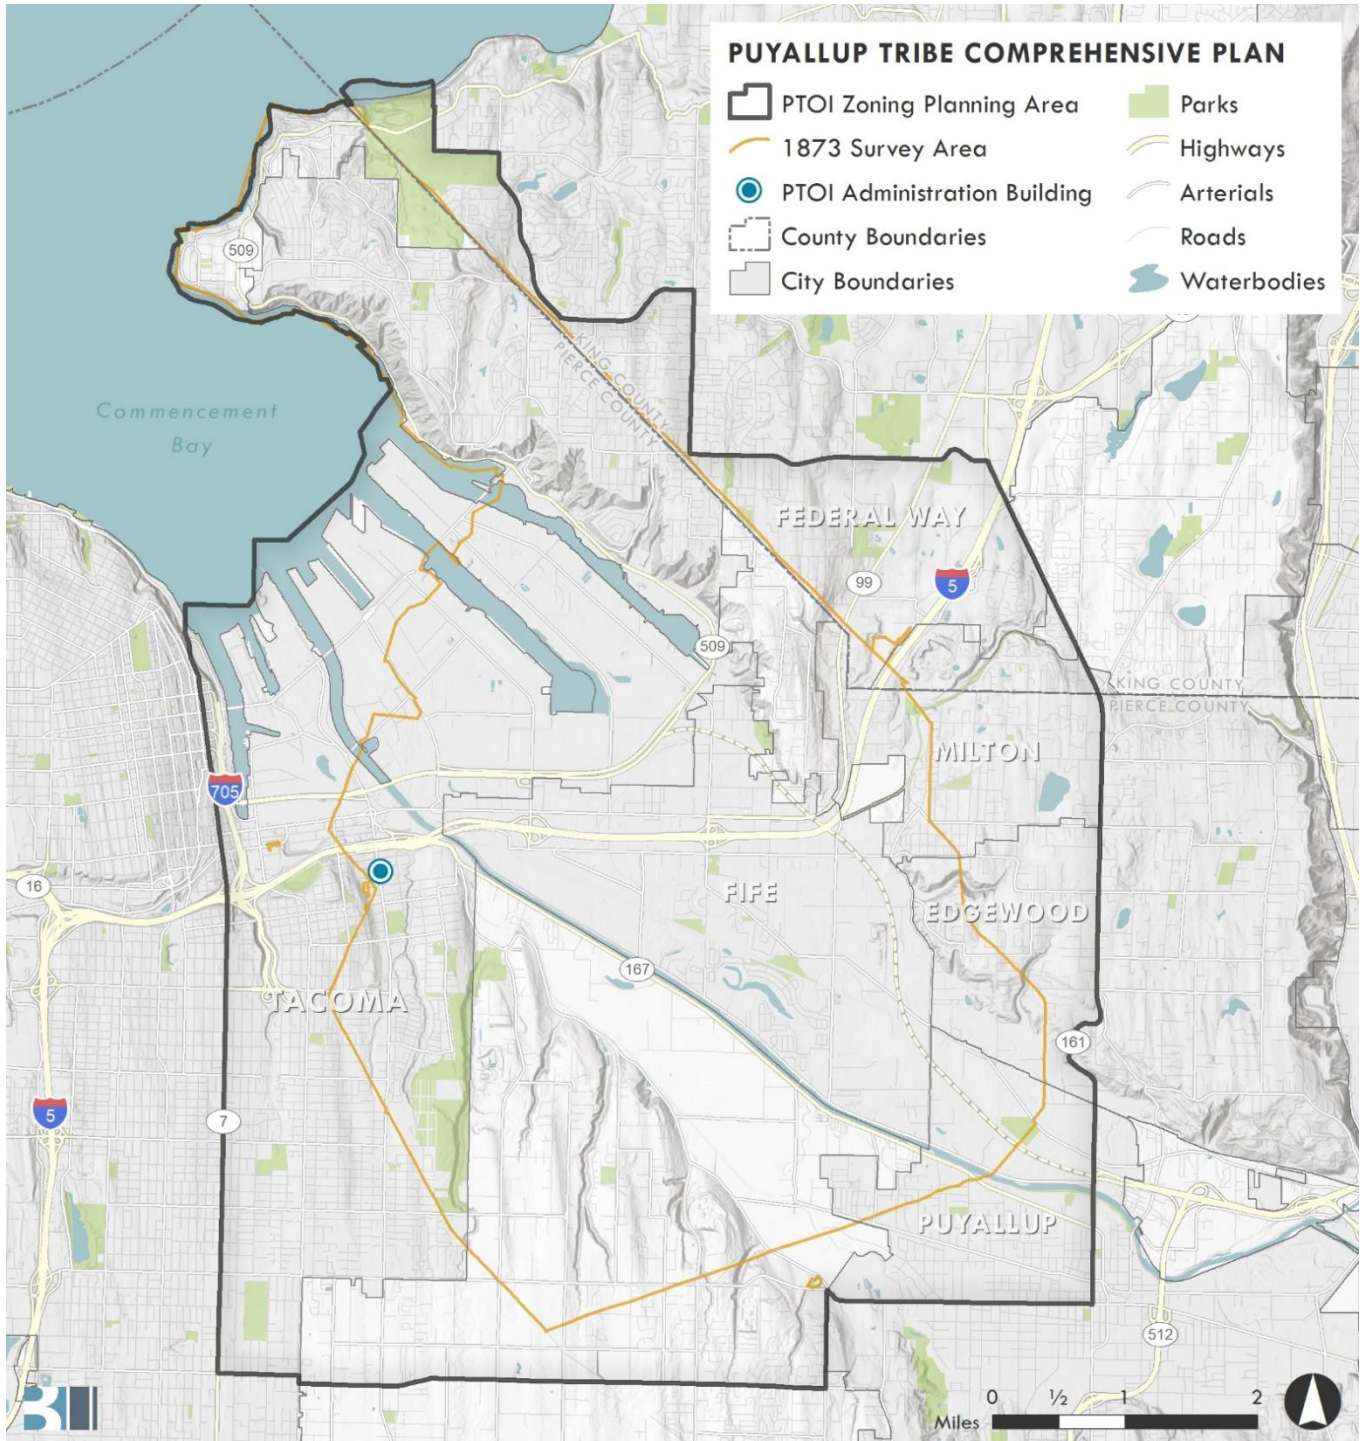 PUYALLUP TRIBE COMPREHENSIVE PLAN
PTOI Zoning Planning Area
1873 Survey Area
PTOI Administration Building
County Boundaries
City Boundaries
Parks
Highways
Arterials
Roads
Waterbodies
509
KING COUNTY
PIERCE COUNTY
Commencement
Bay
FEDERAL WAY
99
5
509
KING COUNTY
PIERCE COUNTY
MILTON
705
16
FIFE
EDGEWOOD
167
TACOMA
161
5
7
PUYALLUP
512
0 ½ 1 2
Miles